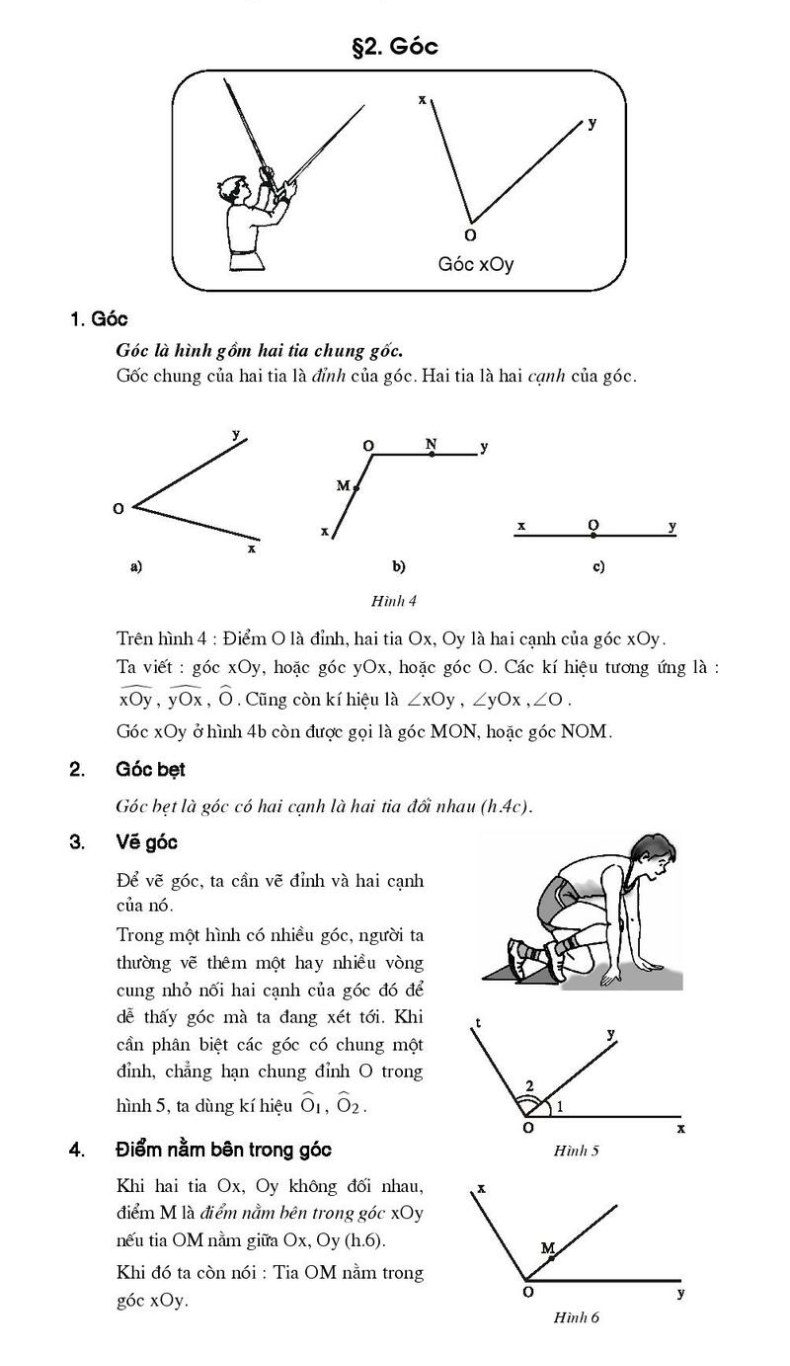 §2. Góc
x
y
O
Góc xOy
1. Góc
Góc là hình gồm hai tia chung gốc.
Gốc chung của hai tia là đỉnh của góc. Hai tia là hai cạnh của góc.
y
O
x
a)
O
N
y
M
x
b)
x
O
y
c)
Hình 4
Trên hình 4 : Điểm O là đỉnh, hai tia Ox, Oy là hai cạnh của góc xOy.
Ta viết : góc xOy, hoặc góc yOx, hoặc góc O. Các kí hiệu tương ứng là :
$\widehat{xOy}$ , $\widehat{yOx}$ , $\widehat{O}$ . Cũng còn kí hiệu là ∠xOy , ∠yOx ,∠O .
Góc xOy ở hình 4b còn được gọi là góc MON, hoặc góc NOM.
2. Góc bẹt
Góc bẹt là góc có hai cạnh là hai tia đối nhau (h.4c).
3. Vẽ góc
Để vẽ góc, ta cần vẽ đỉnh và hai cạnh
của nó.
Trong một hình có nhiều góc, người ta
thường vẽ thêm một hay nhiều vòng
cung nhỏ nối hai cạnh của góc đó để
dễ thấy góc mà ta đang xét tới. Khi
cần phân biệt các góc có chung một
đỉnh, chẳng hạn chung đỉnh O trong
hình 5, ta dùng kí hiệu $\widehat{O}_1$ , $\widehat{O}_2$ .
t
y
2
1
O
x
Hình 5
4. Điểm nằm bên trong góc
Khi hai tia Ox, Oy không đối nhau,
điểm M là điểm nằm bên trong góc xOy
nếu tia OM nằm giữa Ox, Oy (h.6).
Khi đó ta còn nói : Tia OM nằm trong
góc xOy.
x
M
O
y
Hình 6